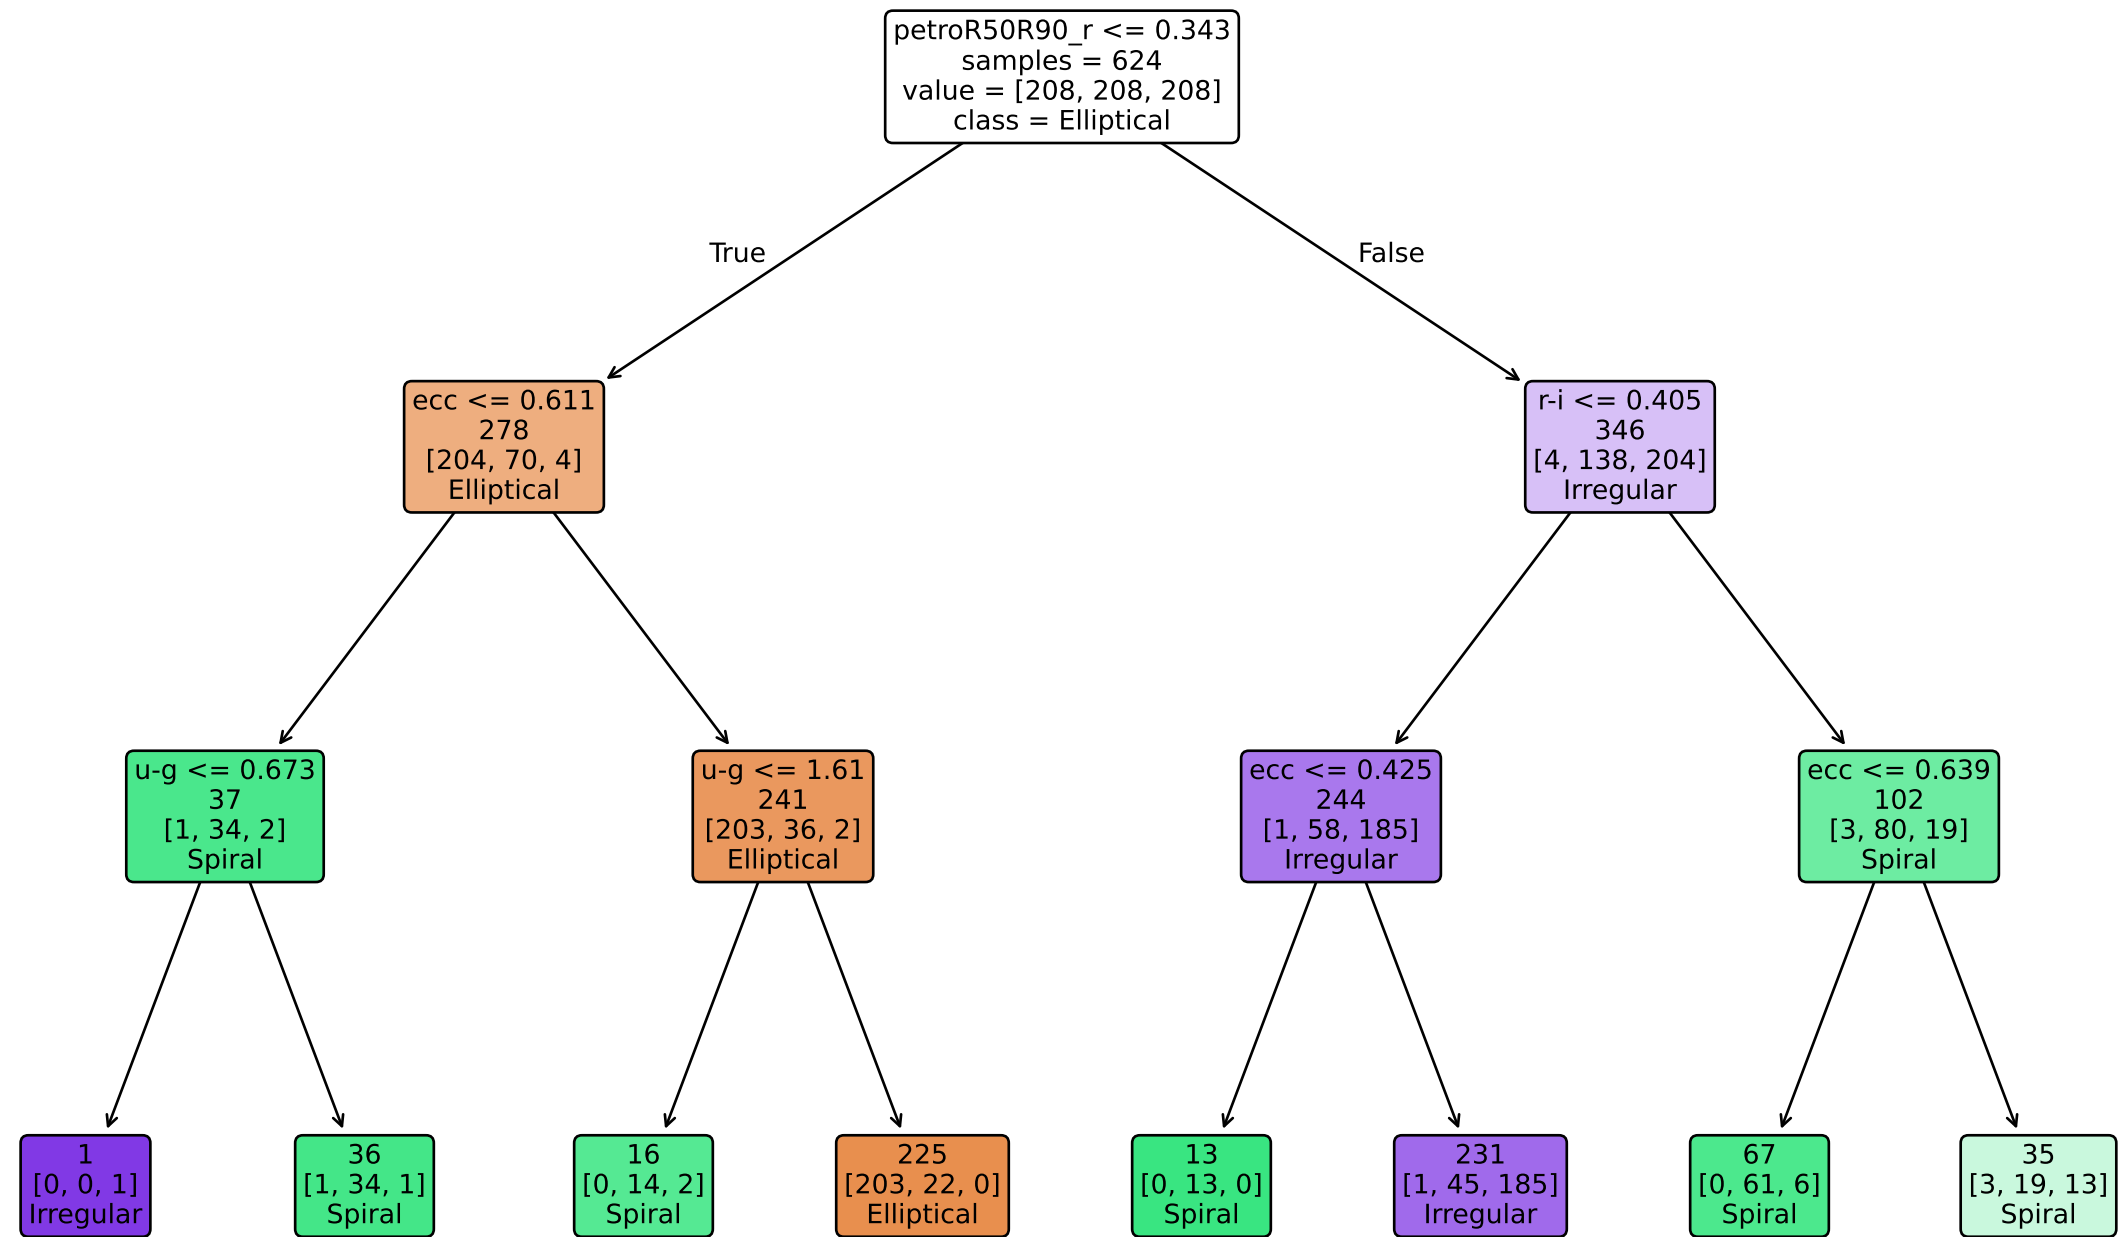 petroR50R90_r <= 0.343
samples = 624
value = [208, 208, 208]
class = Elliptical
True
False
ecc <= 0.611
278
[204, 70, 4]
Elliptical
r-i <= 0.405
346
[4, 138, 204]
Irregular
u-g <= 0.673
37
[1, 34, 2]
Spiral
u-g <= 1.61
241
[203, 36, 2]
Elliptical
ecc <= 0.425
244
[1, 58, 185]
Irregular
ecc <= 0.639
102
[3, 80, 19]
Spiral
1
[0, 0, 1]
Irregular
36
[1, 34, 1]
Spiral
16
[0, 14, 2]
Spiral
225
[203, 22, 0]
Elliptical
13
[0, 13, 0]
Spiral
231
[1, 45, 185]
Irregular
67
[0, 61, 6]
Spiral
35
[3, 19, 13]
Spiral